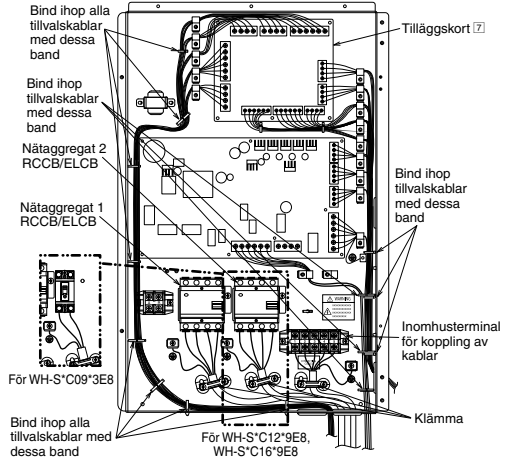 Bind ihop alla
tillvalskablar
med dessa
band
Tilläggskort 7
Bind ihop
tillvalskablar
med dessa
band
Nätaggregat 2
RCCB/ELCB
Nätaggregat 1
RCCB/ELCB
Bind ihop
tillvalskablar
med dessa
band
WARNING
Inomhusterminal
för koppling av
kablar
För WH-S*C09*3E8
Klämma
Bind ihop alla
tillvalskablar med
dessa band
För WH-S*C12*9E8,
WH-S*C16*9E8